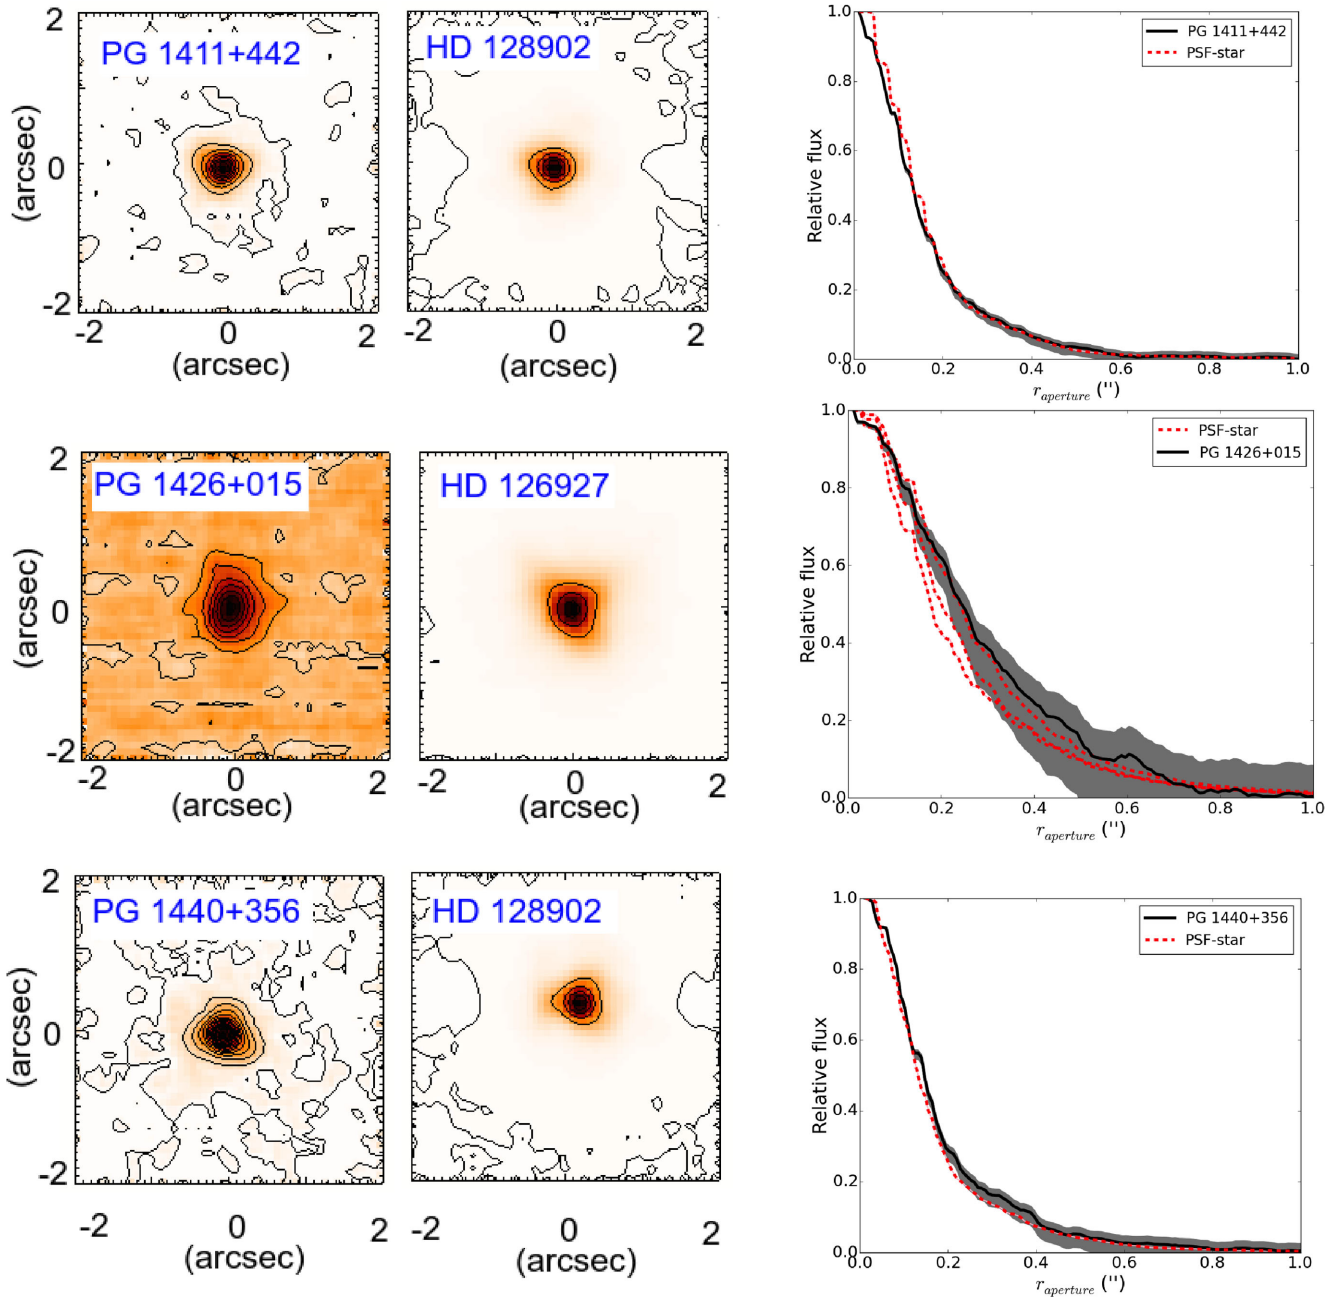 2
0
-2
(arcsec)
PG 1411+442
-2 0 2
(arcsec)
HD 128902
-2 0 2
(arcsec)
1.0
0.8
0.6
0.4
0.2
0.0
Relative flux
PG 1411+442
PSF-star
0.0 0.2 0.4 0.6 0.8 1.0
r_aperture ('')
2
0
-2
(arcsec)
PG 1426+015
-2 0 2
(arcsec)
HD 126927
-2 0 2
(arcsec)
1.0
0.8
0.6
0.4
0.2
0.0
Relative flux
PSF-star
PG 1426+015
0.0 0.2 0.4 0.6 0.8 1.0
r_aperture ('')
2
0
-2
(arcsec)
PG 1440+356
-2 0 2
(arcsec)
HD 128902
-2 0 2
(arcsec)
1.0
0.8
0.6
0.4
0.2
0.0
Relative flux
PG 1440+356
PSF-star
0.0 0.2 0.4 0.6 0.8 1.0
r_aperture ('')